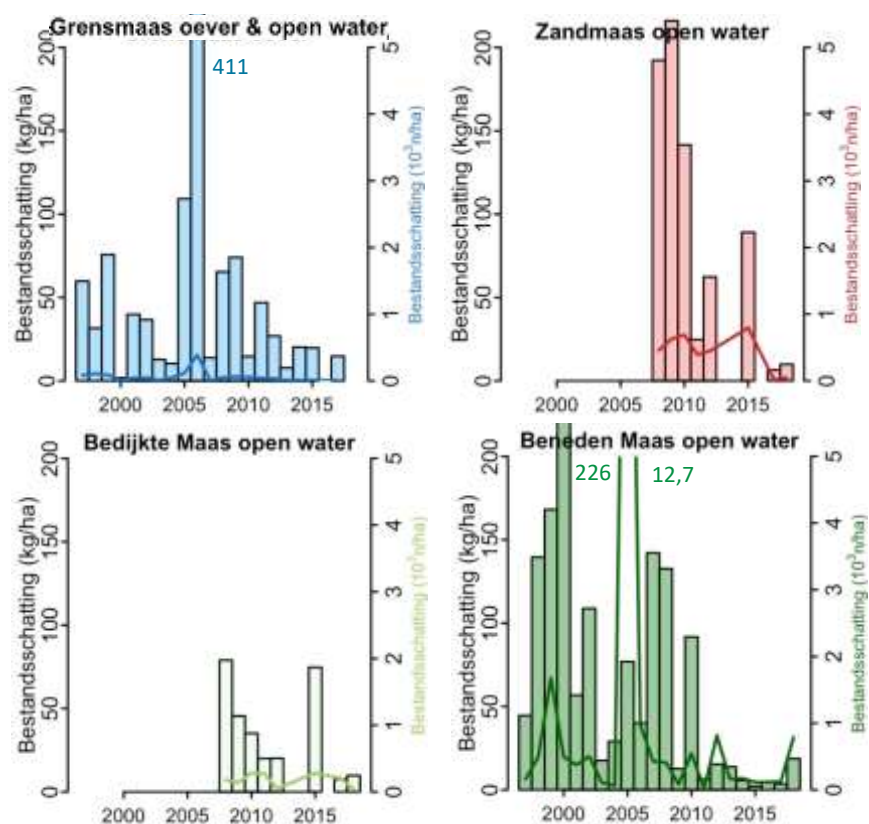 Grensmaas oever & open water
Bestandsschatting (kg/ha)
200
150
100
50
0
411
5
4
3
2
1
0
Bestandsschatting (10³n/ha)
2000 2005 2010 2015
Zandmaas open water
Bestandsschatting (kg/ha)
200
150
100
50
0
5
4
3
2
1
0
Bestandsschatting (10³n/ha)
2000 2005 2010 2015
Bedijkte Maas open water
Bestandsschatting (kg/ha)
200
150
100
50
0
5
4
3
2
1
0
Bestandsschatting (10³n/ha)
2000 2005 2010 2015
Beneden Maas open water
Bestandsschatting (kg/ha)
200
150
100
50
0
226 12,7
5
4
3
2
1
0
Bestandsschatting (10³n/ha)
2000 2005 2010 2015